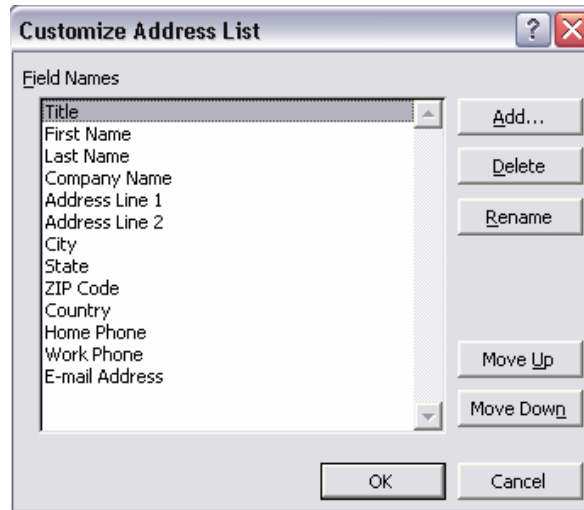 Customize Address List
?
Field Names
Title
First Name
Last Name
Company Name
Address Line 1
Address Line 2
City
State
ZIP Code
Country
Home Phone
Work Phone
E-mail Address
Add...
Delete
Rename
Move Up
Move Down
OK
Cancel